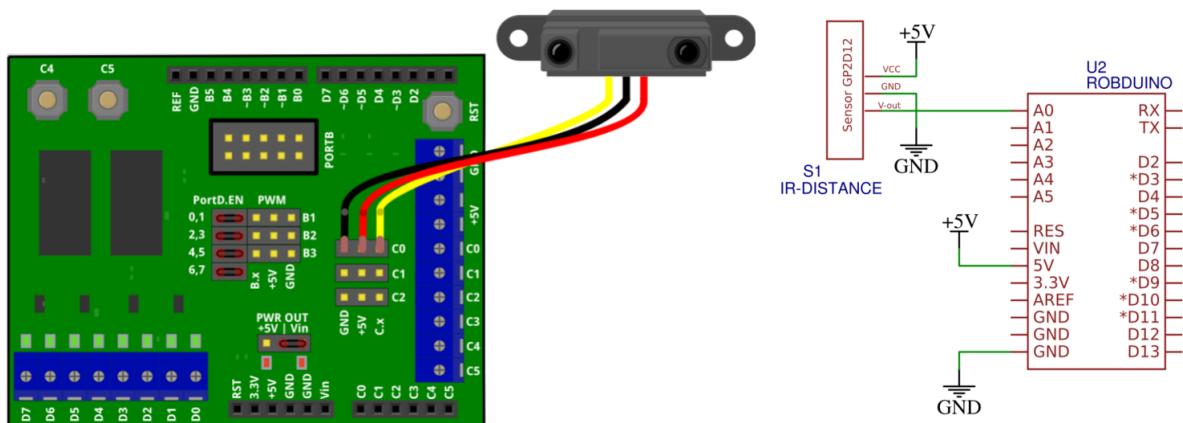 C4
C5
REF
GND
B5
B4
~B3
~B2
~B1
B0
D7
~D6
~D5
D4
~D3
D2
RST
PORTB
+5V
C0
C1
C2
C3
C4
C5
PortD.EN
PWM
0,1
2,3
4,5
6,7
B1
B2
B3
B.x
+5V
GND
C0
C1
C2
GND
+5V
C.x
PWR OUT
+5V | Vin
RST
3.3V
+5V
GND
GND
Vin
C0
C1
C2
C3
C4
C5
D7
D6
D5
D4
D3
D2
D1
D0
Sensor GP2D12
VCC
GND
V-out
+5V
GND
S1
IR-DISTANCE
U2
ROBDUINO
A0
A1
A2
A3
A4
A5
RES
VIN
5V
3.3V
AREF
GND
GND
GND
RX
TX
D2
*D3
D4
*D5
*D6
D7
D8
*D9
*D10
*D11
D12
D13
+5V
GND